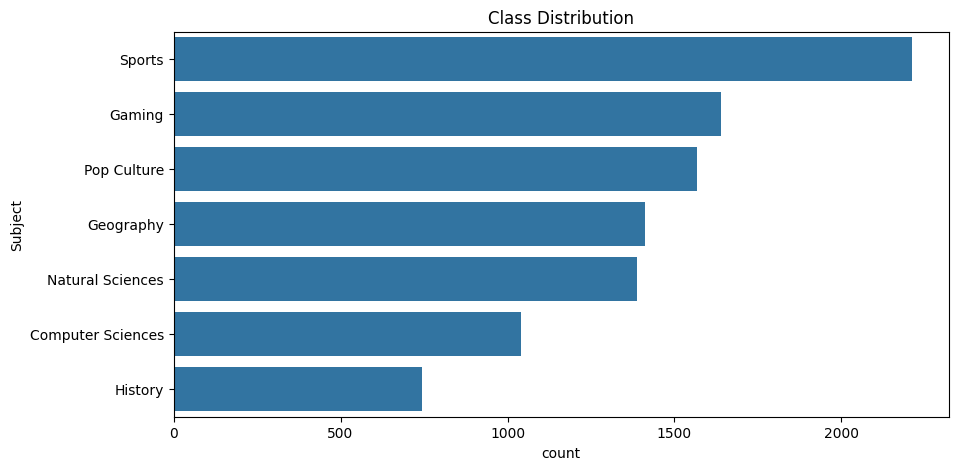 Class Distribution
Subject
Sports
Gaming
Pop Culture
Geography
Natural Sciences
Computer Sciences
History
0 500 1000 1500 2000
count